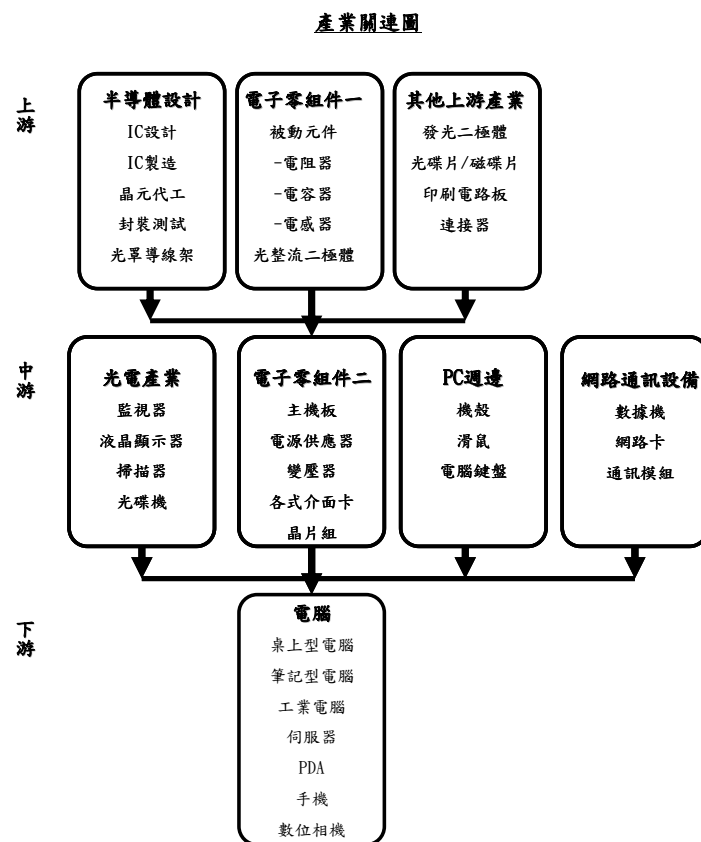 產業關連圖
上游
半導體設計
IC設計
IC製造
晶元代工
封裝測試
光罩導線架
電子零組件一
被動元件
-電阻器
-電容器
-電感器
光整流二極體
其他上游產業
發光二極體
光碟片/磁碟片
印刷電路板
連接器
中游
光電產業
監視器
液晶顯示器
掃描器
光碟機
電子零組件二
主機板
電源供應器
變壓器
各式介面卡
晶片組
PC週邊
機殼
滑鼠
電腦鍵盤
網路通訊設備
數據機
網路卡
通訊模組
下游
電腦
桌上型電腦
筆記型電腦
工業電腦
伺服器
PDA
手機
數位相機